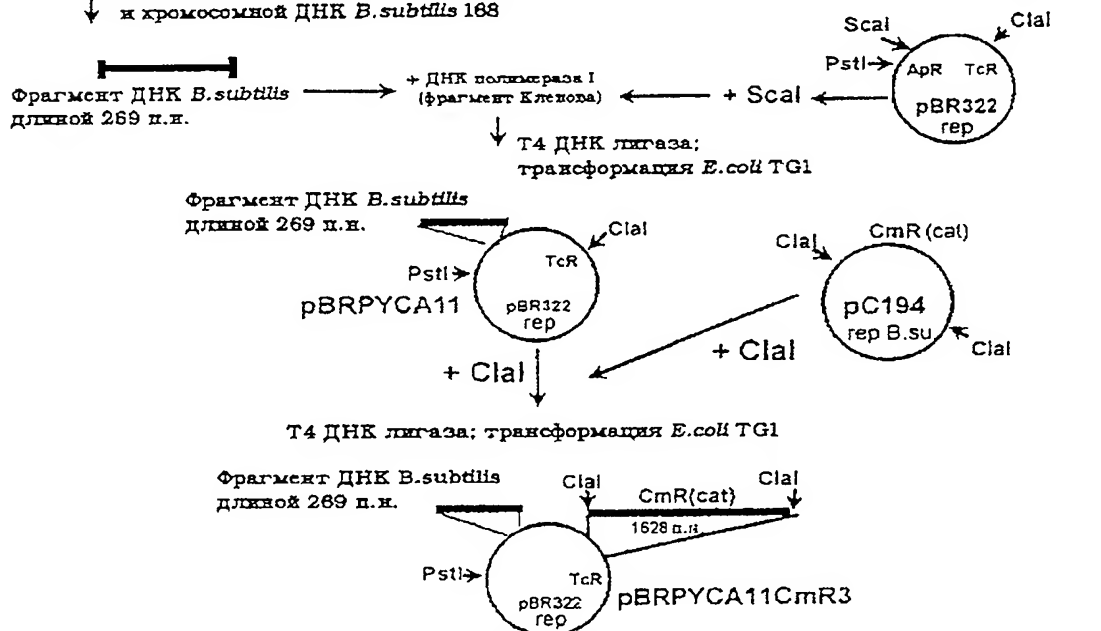 и хромосомной ДНК B.subtilis 168
ScaI
ClaI
PstI
ApR TcR
pBR322
rep
Фрагмент ДНК B.subtilis
длиной 269 п.н.
+ ДНК полимераза I
(фрагмент Кленова)
+ ScaI
Т4 ДНК лигаза;
трансформация E.coli TG1
Фрагмент ДНК B.subtilis
длиной 269 п.н.
ClaI
TcR
PstI
pBRPYCA11
pBR322
rep
ClaI
CmR (cat)
pC194
rep B.su
ClaI
+ ClaI
+ ClaI
Т4 ДНК лигаза; трансформация E.coli TG1
Фрагмент ДНК B.subtilis
длиной 269 п.н.
ClaI
CmR(cat)
ClaI
1628 п.н.
PstI
TcR
pBR322
rep
pBRPYCA11CmR3